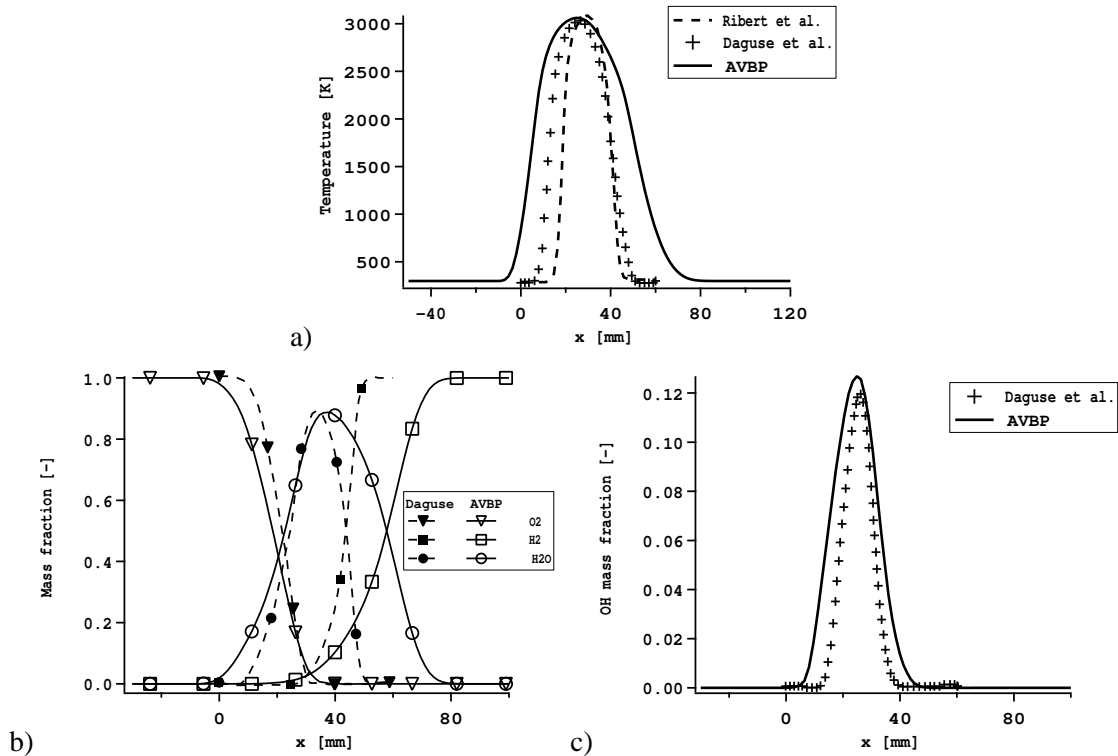 3000
2500
2000
1500
1000
500
Temperature [K]
-40 0 40 80 120
x [mm]
Ribert et al.
Daguse et al.
AVBP
a)
1.0
0.8
0.6
0.4
0.2
0.0
Mass fraction [-]
0 40 80
x [mm]
Daguse AVBP
O2
H2
H2O
b)
0.12
0.10
0.08
0.06
0.04
0.02
0.00
OH mass fraction [-]
0 40 80
x [mm]
Daguse et al.
AVBP
c)